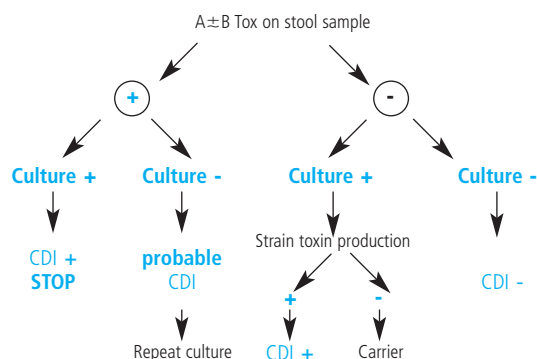 A±B Tox on stool sample
+
-
Culture +
Culture -
Culture +
Culture -
CDI +
STOP
probable
CDI
Strain toxin production
CDI -
+
-
Repeat culture
CDI +
Carrier